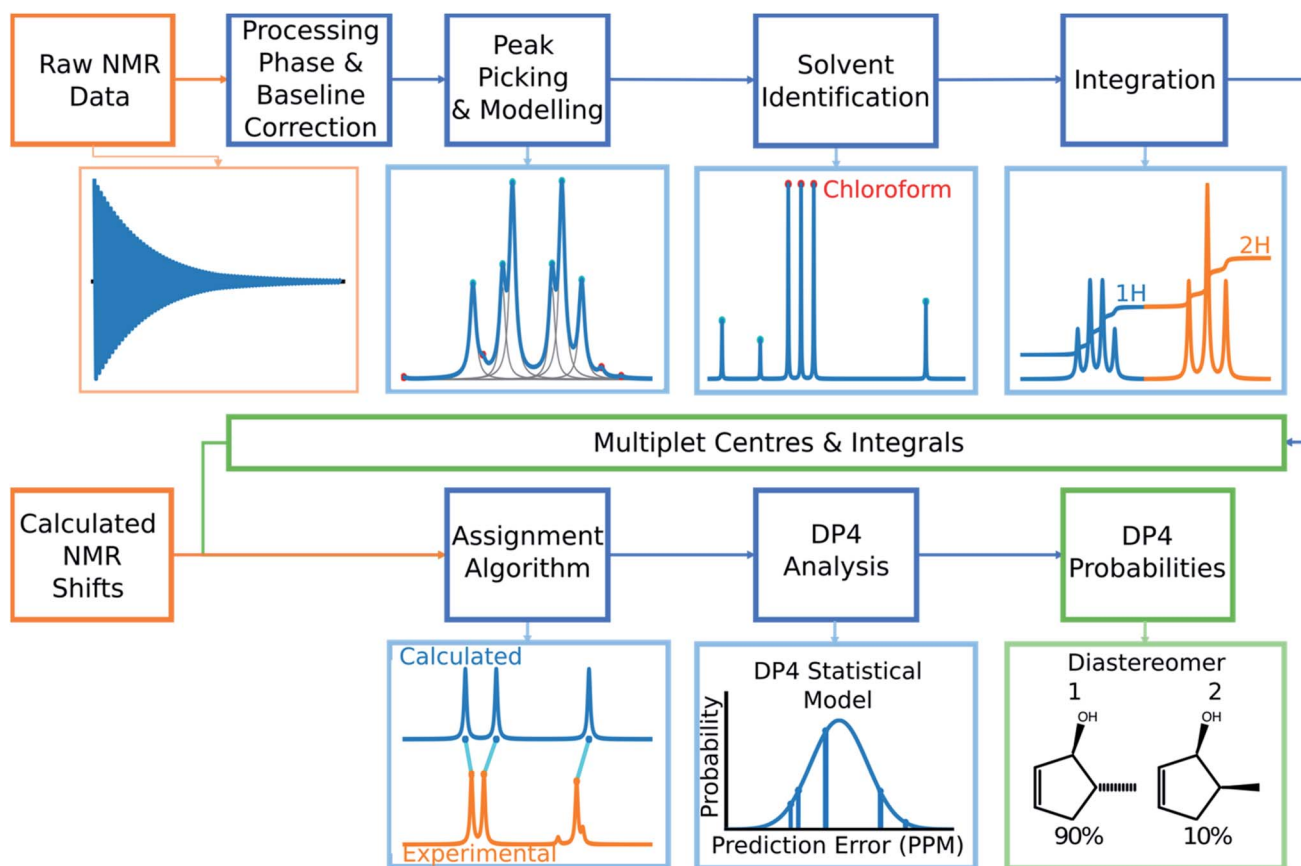 Raw NMR
Data
Processing
Phase &
Baseline
Correction
Peak
Picking
& Modelling
Solvent
Identification
Integration
Chloroform
1H
2H
Multiplet Centres & Integrals
Calculated
NMR
Shifts
Assignment
Algorithm
DP4
Analysis
DP4
Probabilities
Calculated
Experimental
DP4 Statistical
Model
Probability
Prediction Error (PPM)
Diastereomer
1 2
OH OH
90% 10%